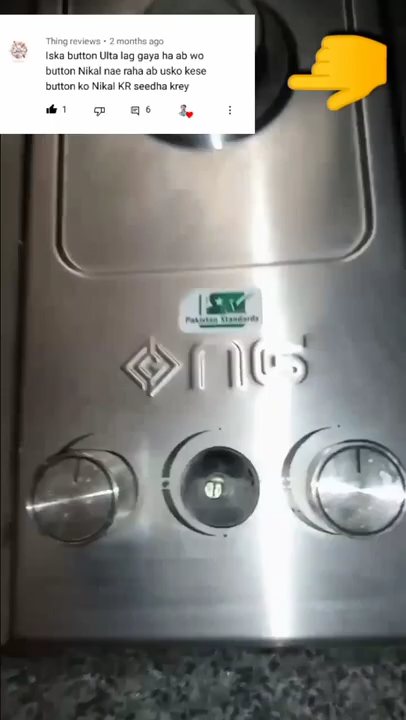 Thing reviews • 2 months ago
Iska button Ulta lag gaya ha ab wo
button Nikal nae raha ab usko kese
button ko Nikal KR seedha krey
1
6
Pakistan Standards
NG